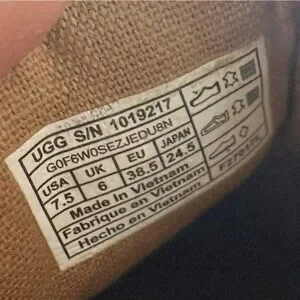 UGG S/N 1019217
G0F6W0SEZJEDU8N
USA UK EU JAPAN
7.5 6 38.5 24.5
Made in Vietnam
Fabrique en Vietnam
Hecho en Vietnam